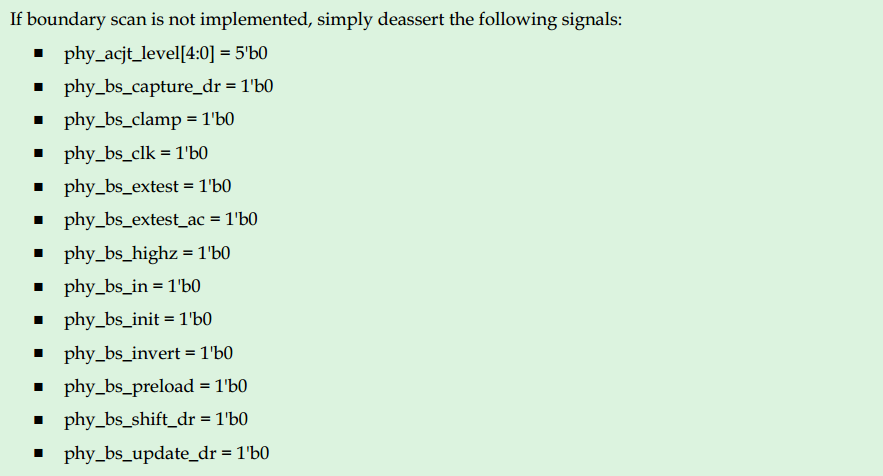 If boundary scan is not implemented, simply deassert the following signals:
■ phy_acjt_level[4:0] = 5'b0
■ phy_bs_capture_dr = 1'b0
■ phy_bs_clamp = 1'b0
■ phy_bs_clk = 1'b0
■ phy_bs_extest = 1'b0
■ phy_bs_extest_ac = 1'b0
■ phy_bs_highz = 1'b0
■ phy_bs_in = 1'b0
■ phy_bs_init = 1'b0
■ phy_bs_invert = 1'b0
■ phy_bs_preload = 1'b0
■ phy_bs_shift_dr = 1'b0
■ phy_bs_update_dr = 1'b0